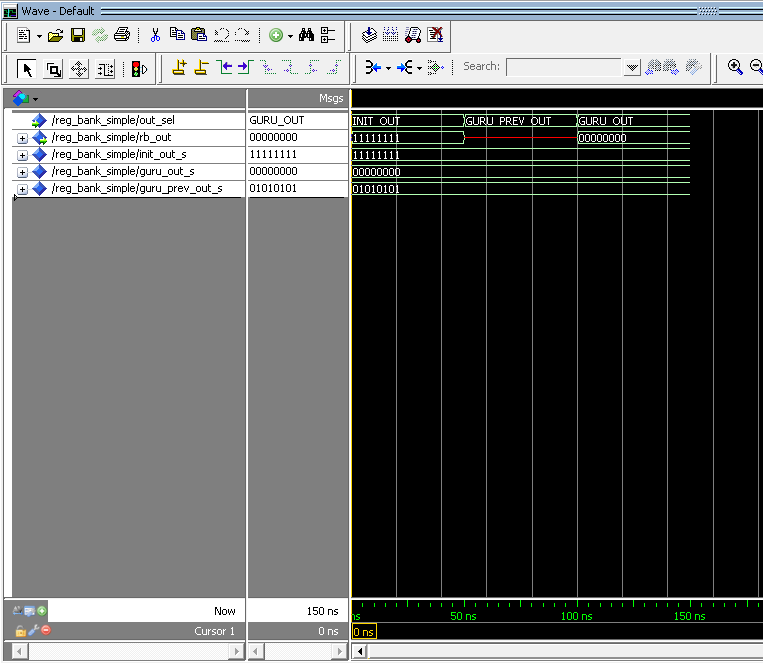 Wave - Default
Search:
Msgs
/reg_bank_simple/out_sel GURU_OUT INIT_OUT GURU_PREV_OUT GURU_OUT
/reg_bank_simple/rb_out 00000000 11111111 00000000
/reg_bank_simple/init_out_s 11111111 11111111
/reg_bank_simple/guru_out_s 00000000 00000000
/reg_bank_simple/guru_prev_out_s 01010101 01010101
Now 150 ns ns 50 ns 100 ns 150 ns
Cursor 1 0 ns 0 ns